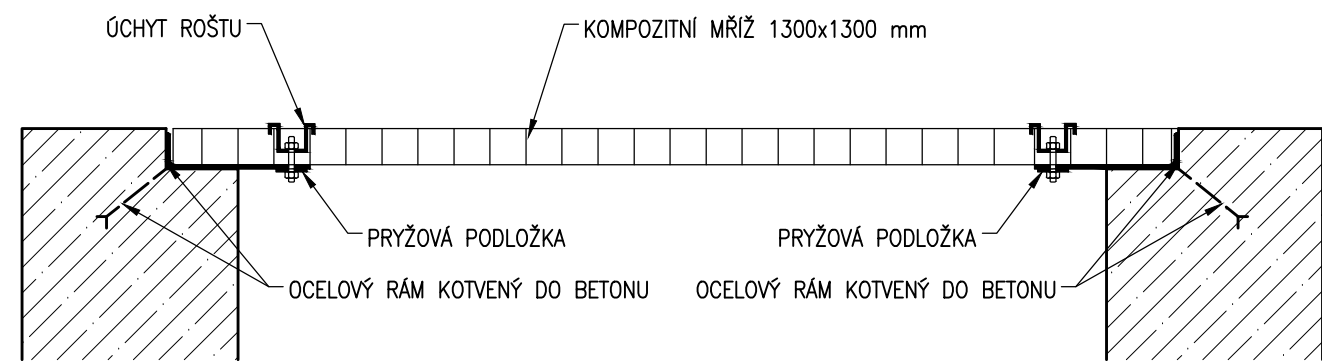 ÚCHYT ROŠTU
KOMPOZITNÍ MŘÍŽ 1300x1300 mm
PRYŽOVÁ PODLOŽKA
PRYŽOVÁ PODLOŽKA
OCELOVÝ RÁM KOTVENÝ DO BETONU
OCELOVÝ RÁM KOTVENÝ DO BETONU